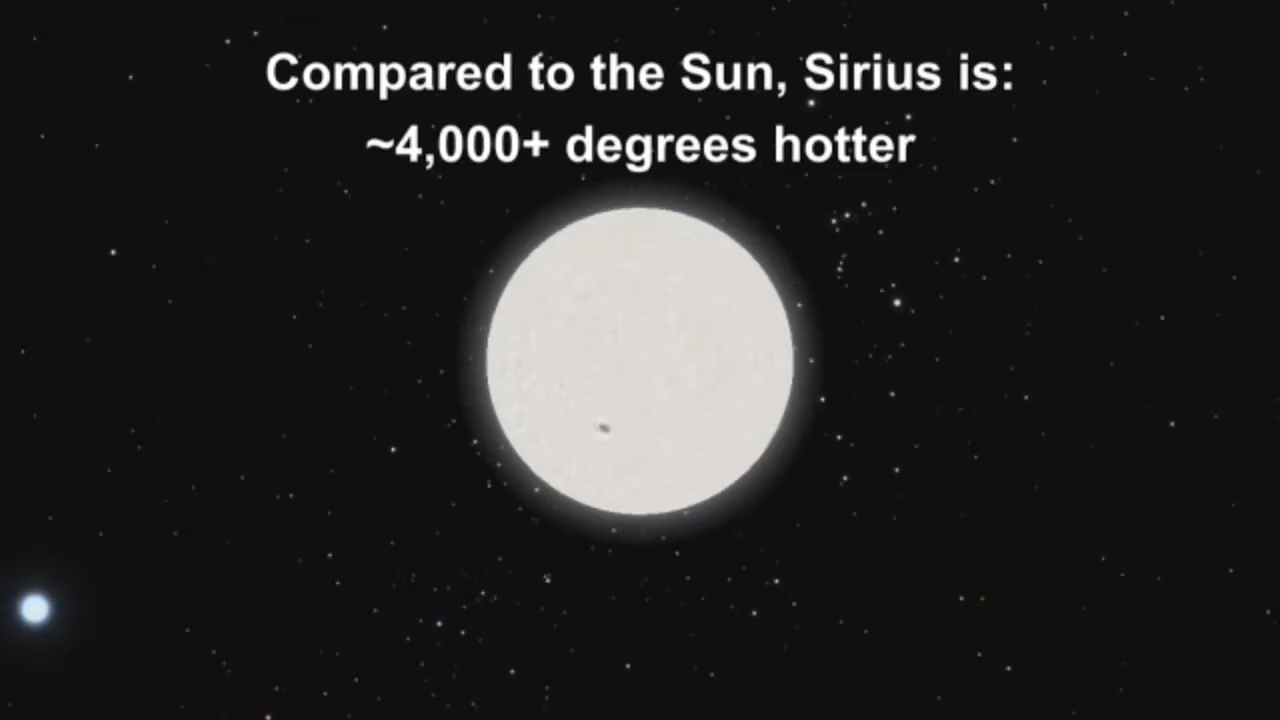 Compared to the Sun, Sirius is:
~4,000+ degrees hotter